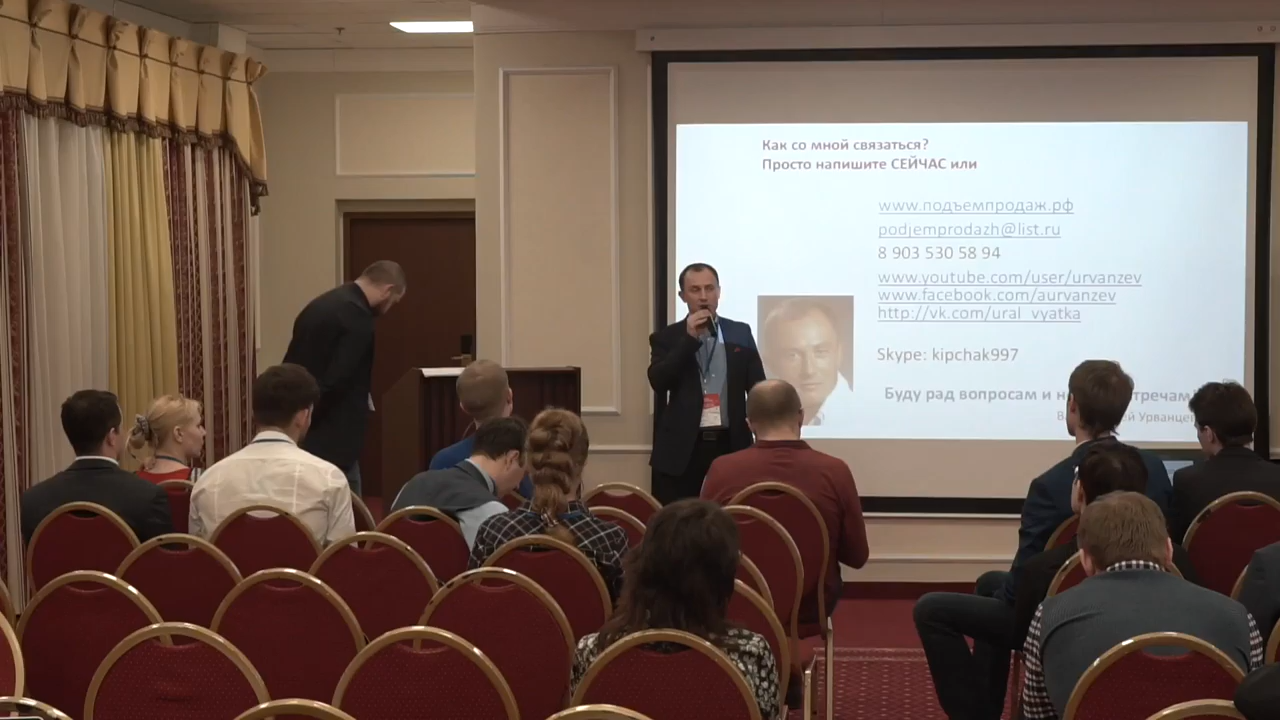 Как со мной связаться?
Просто напишите СЕЙЧАС или
www.подъемпродаж.рф
podjemprodazh@list.ru
8 903 530 58 94
www.youtube.com/user/urvanzev
www.facebook.com/aurvanzev
http://vk.com/ural_vyatka
Skype: kipchak997
Буду рад вопросам и